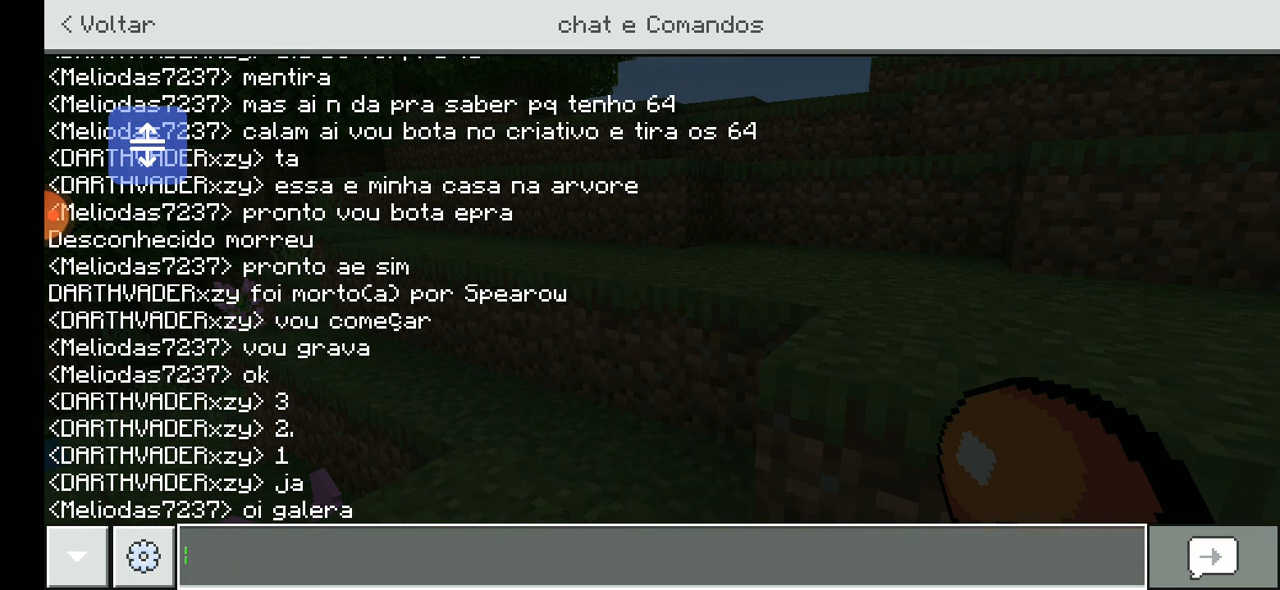 Voltar
chat e Comandos
<Meliodas7237> mentira
<Meliodas7237> mas ai n da pra saber pq tenho 64
<Meliodas7237> calam ai vou bota no criativo e tira os 64
<DARTHVADERxzy> ta
<DARTHVADERxzy> essa e minha casa na arvore
<Meliodas7237> pronto vou bota epra
Desconhecido morreu
<Meliodas7237> pronto ae sim
DARTHVADERxzy foi morto(a) por Spearow
<DARTHVADERxzy> vou começar
<Meliodas7237> vou grava
<Meliodas7237> ok
<DARTHVADERxzy> 3
<DARTHVADERxzy> 2.
<DARTHVADERxzy> 1
<DARTHVADERxzy> ja
<Meliodas7237> oi galera